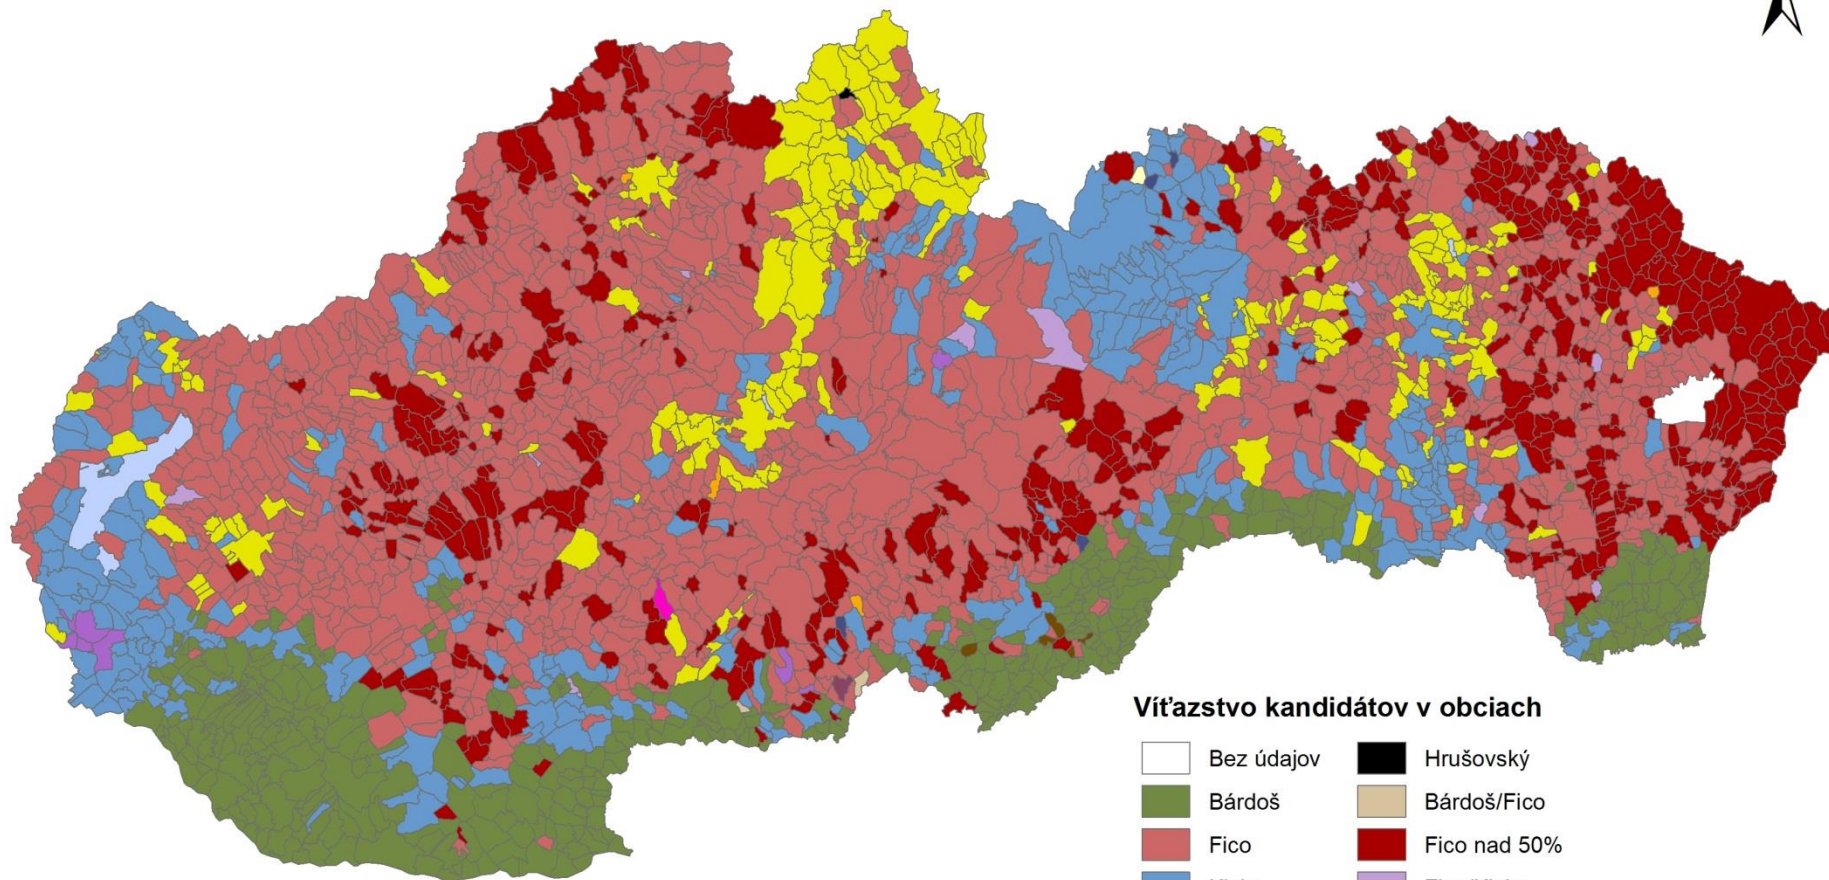 Víťazstvo kandidátov v obciach
Bez údajov
Hrušovský
Bárdoš
Bárdoš/Fico
Fico
Fico nad 50%